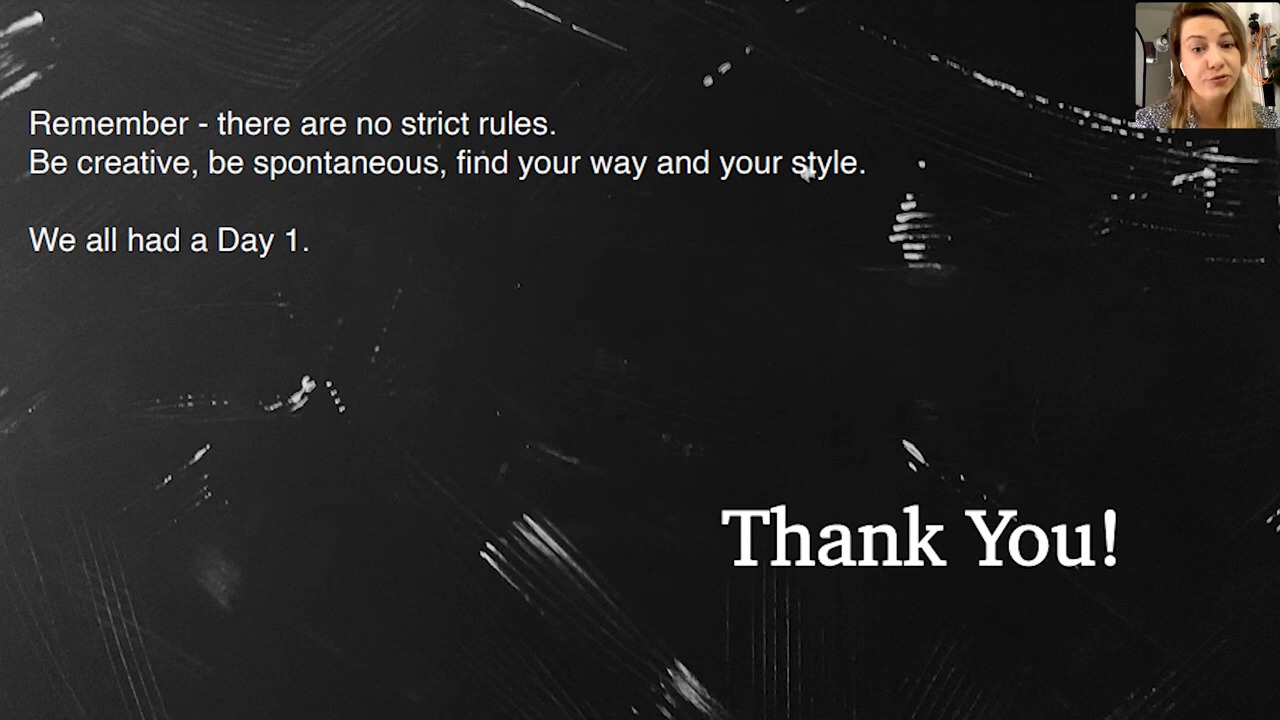 Remember - there are no strict rules.
Be creative, be spontaneous, find your way and your style.
We all had a Day 1.
Thank You!